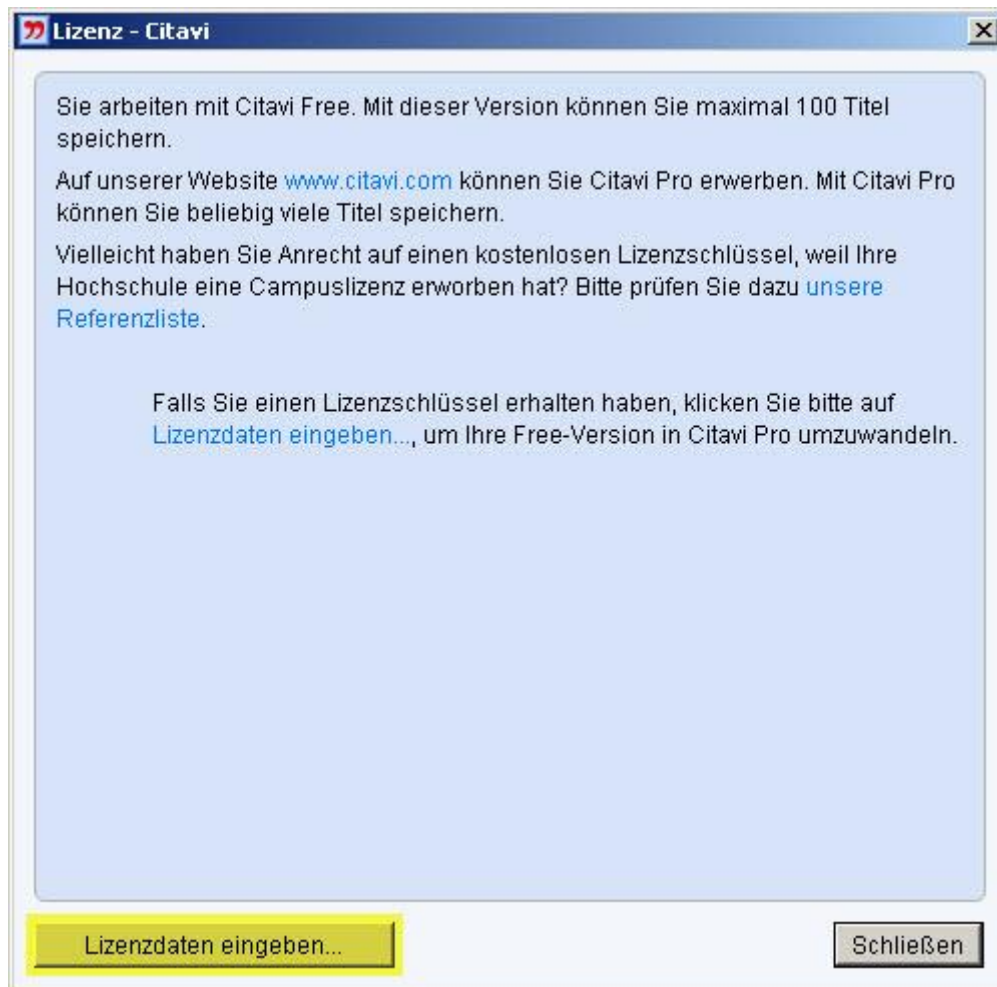 Lizenz - Citavi
Sie arbeiten mit Citavi Free. Mit dieser Version können Sie maximal 100 Titel
speichern.
Auf unserer Website www.citavi.com können Sie Citavi Pro erwerben. Mit Citavi Pro
können Sie beliebig viele Titel speichern.
Vielleicht haben Sie Anrecht auf einen kostenlosen Lizenzschlüssel, weil Ihre
Hochschule eine Campuslizenz erworben hat? Bitte prüfen Sie dazu unsere
Referenzliste.
Falls Sie einen Lizenzschlüssel erhalten haben, klicken Sie bitte auf
Lizenzdaten eingeben..., um Ihre Free-Version in Citavi Pro umzuwandeln.
Lizenzdaten eingeben... Schließen